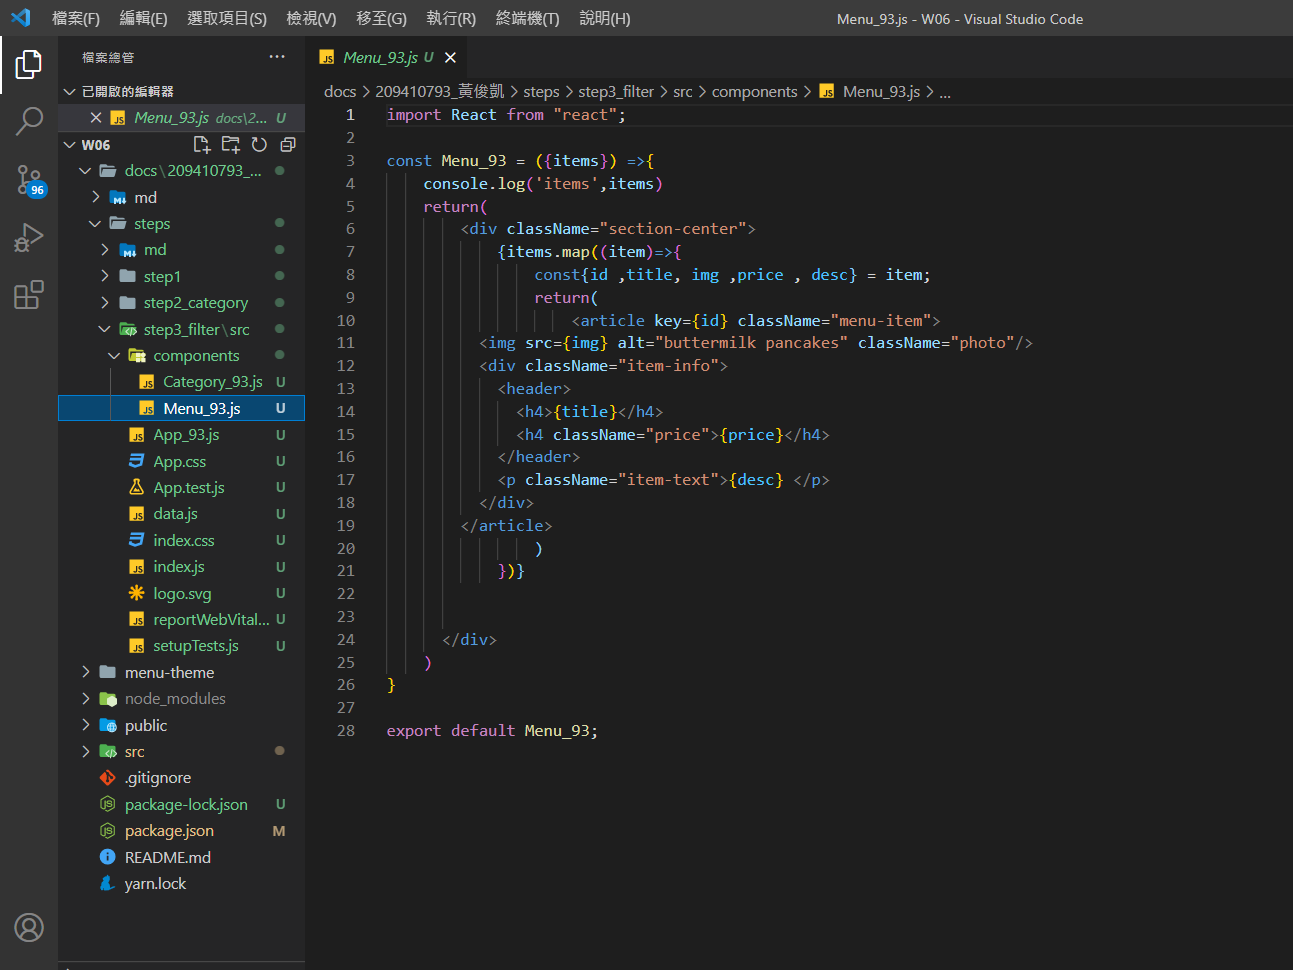 檔案(F) 編輯(E) 選取項目(S) 檢視(V) 移至(G) 執行(R) 終端機(T) 說明(H) Menu_93.js - W06 - Visual Studio Code
檔案總管 ...
已開啟的編輯器
JS Menu_93.js docs\2... U
W06
docs\209410793_...
md
steps
md
step1
step2_category
step3_filter\src
components
JS Category_93.js U
JS Menu_93.js U
JS App_93.js U
App.css U
App.test.js U
JS data.js U
index.css U
JS index.js U
logo.svg U
JS reportWebVital... U
JS setupTests.js U
menu-theme
node_modules
public
src
.gitignore
package-lock.json U
package.json M
README.md
yarn.lock
96
JS Menu_93.js U
docs > 209410793_黃俊凱 > steps > step3_filter > src > components > JS Menu_93.js > ...
1 import React from "react";
2
3 const Menu_93 = ({items}) =>{
4 console.log('items',items)
5 return(
6 <div className="section-center">
7 {items.map((item)=>{
8 const{id ,title, img ,price , desc} = item;
9 return(
10 <article key={id} className="menu-item">
11 <img src={img} alt="buttermilk pancakes" className="photo"/>
12 <div className="item-info">
13 <header>
14 <h4>{title}</h4>
15 <h4 className="price">{price}</h4>
16 </header>
17 <p className="item-text">{desc} </p>
18 </div>
19 </article>
20 )
21 })}
22
23
24 </div>
25 )
26 }
27
28 export default Menu_93;